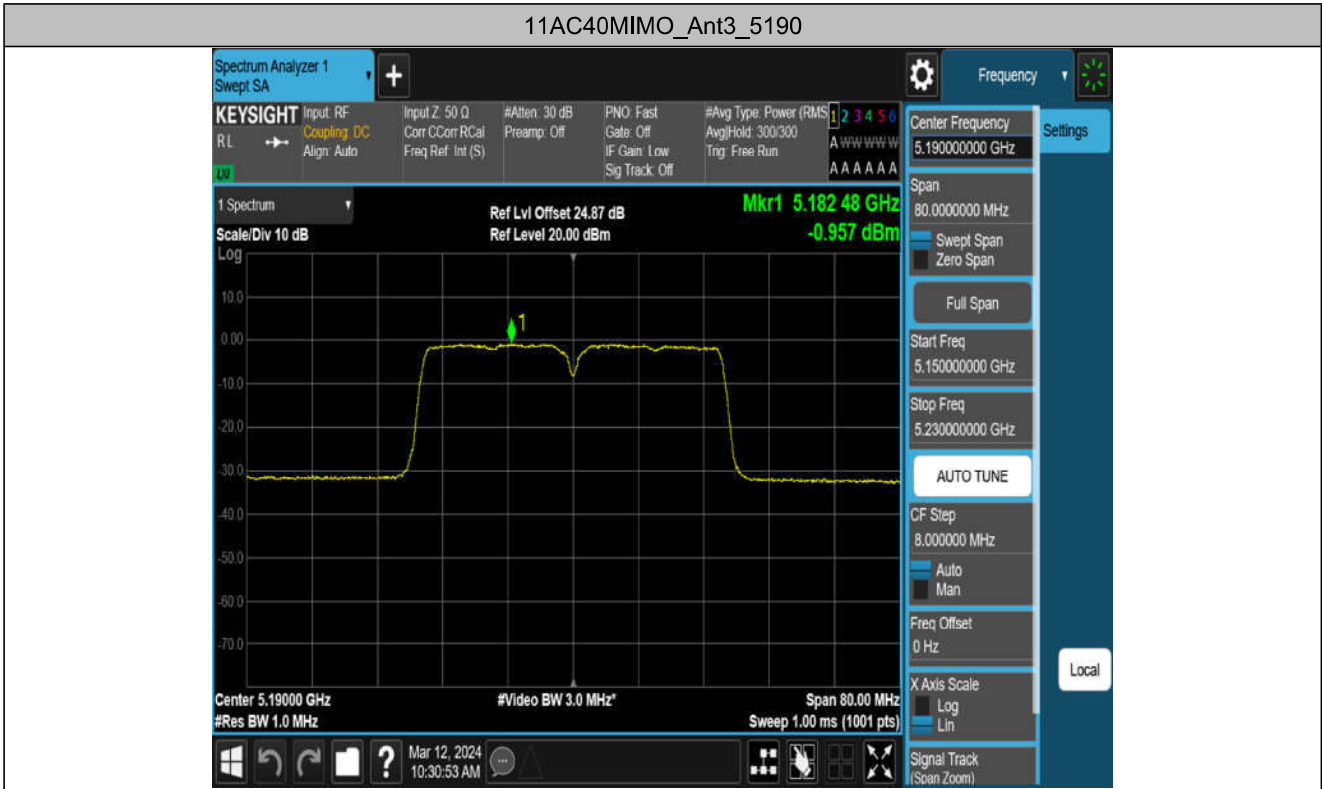 11AC40MIMO_Ant3_5190
Spectrum Analyzer 1
Swept SA
+
Frequency
KEYSIGHT
RL
LXI
Input: RF
Coupling: DC
Align: Auto
Input Z: 50 Ω
Corr CCorr RCal
Freq Ref: Int (S)
#Atten: 30 dB
Preamp: Off
PNO: Fast
Gate: Off
IF Gain: Low
Sig Track: Off
#Avg Type: Power (RMS
Avg|Hold: 300/300
Trig: Free Run
1 2 3 4 5 6
A W W W W W
A A A A A A
1 Spectrum
Scale/Div 10 dB
Log
Ref Lvl Offset 24.87 dB
Ref Level 20.00 dBm
Mkr1 5.182 48 GHz
-0.957 dBm
10.0
0.00
-10.0
-20.0
-30.0
-40.0
-50.0
-60.0
-70.0
1
Center 5.19000 GHz
#Res BW 1.0 MHz
#Video BW 3.0 MHz*
Span 80.00 MHz
Sweep 1.00 ms (1001 pts)
?
Mar 12, 2024
10:30:53 AM
Center Frequency
5.190000000 GHz
Settings
Span
80.0000000 MHz
Swept Span
Zero Span
Full Span
Start Freq
5.150000000 GHz
Stop Freq
5.230000000 GHz
AUTO TUNE
CF Step
8.000000 MHz
Auto
Man
Freq Offset
0 Hz
X Axis Scale
Log
Lin
Local
Signal Track
(Span Zoom)